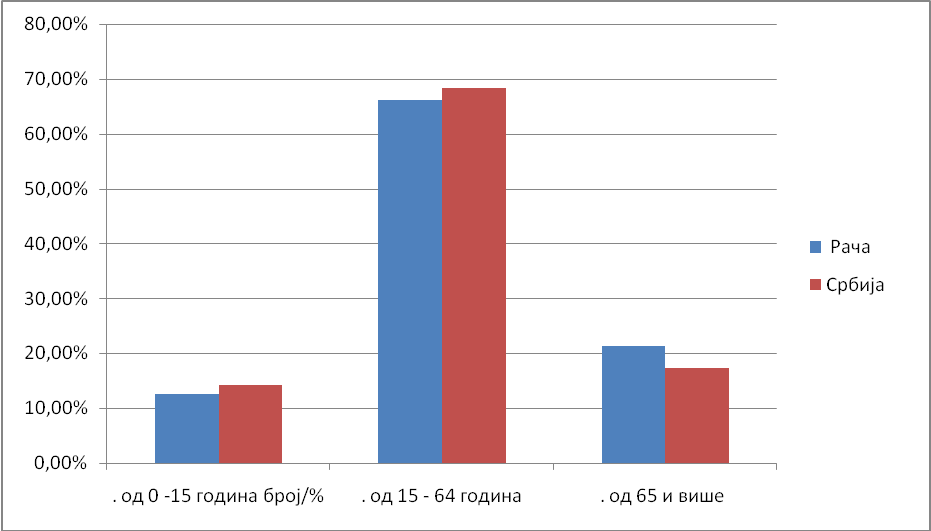 80,00%
70,00%
60,00%
50,00%
40,00%
30,00%
20,00%
10,00%
0,00%
. од 0 -15 година број/%
. од 15 - 64 година
. од 65 и више
Рача
Србија